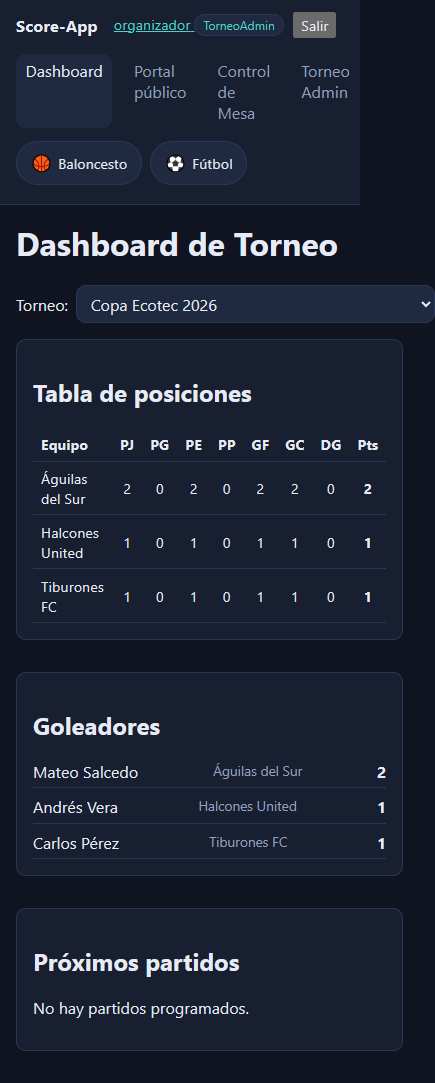 Score-App organizador TorneoAdmin Salir
Dashboard Portal público Control de Mesa Torneo Admin
Baloncesto Fútbol
Dashboard de Torneo
Torneo: Copa Ecotec 2026
Tabla de posiciones
Equipo PJ PG PE PP GF GC DG Pts
Águilas del Sur 2 0 2 0 2 2 0 2
Halcones United 1 0 1 0 1 1 0 1
Tiburones FC 1 0 1 0 1 1 0 1
Goleadores
Mateo Salcedo Águilas del Sur 2
Andrés Vera Halcones United 1
Carlos Pérez Tiburones FC 1
Próximos partidos
No hay partidos programados.